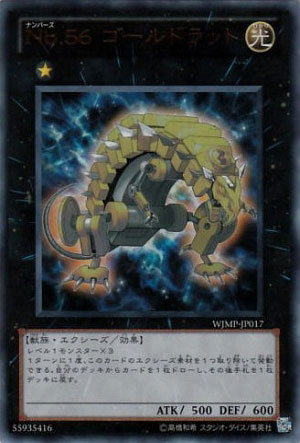 ナンバーズ
No.56 ゴールドラット
光
WJMP-JP017
【獣族・エクシーズ/効果】
レベル1モンスター×3
1ターンに1度、このカードのエクシーズ素材を1つ取り除いて発動
できる。自分のデッキからカードを1枚ドローし、その後手札を1枚
デッキに戻す。
ATK/ 500 DEF/ 600
55935416
©高橋和希 スタジオ・ダイス/集英社